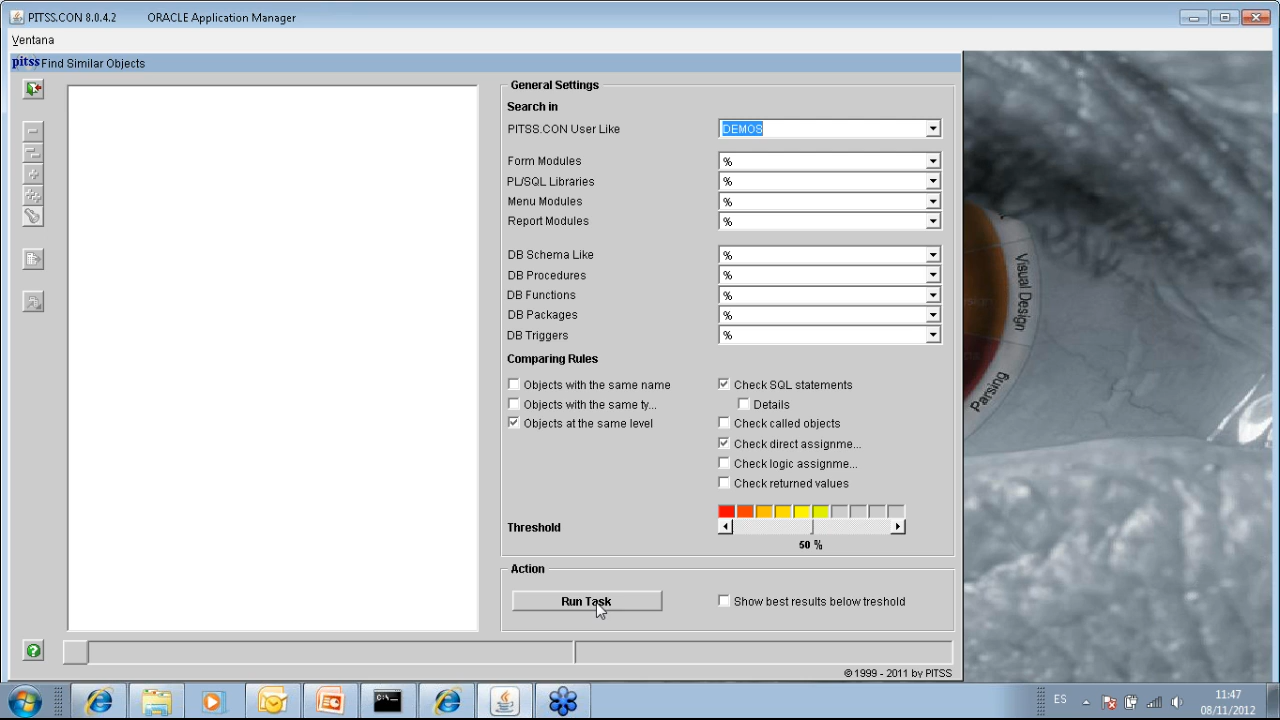 PITSS.CON 8.0.4.2 ORACLE Application Manager
Ventana
pitss Find Similar Objects
General Settings
Search in
PITSS.CON User Like DEMOS
Form Modules %
PL/SQL Libraries %
Menu Modules %
Report Modules %
DB Schema Like %
DB Procedures %
DB Functions %
DB Packages %
DB Triggers %
Comparing Rules
Objects with the same name Check SQL statements
Objects with the same ty... Details
Objects at the same level Check called objects
Check direct assignme...
Check logic assignme...
Check returned values
Threshold
50 %
Action
Run Task Show best results below treshold
© 1999 - 2011 by PITSS
Visual Design
Parsing
ES
11:47
08/11/2012